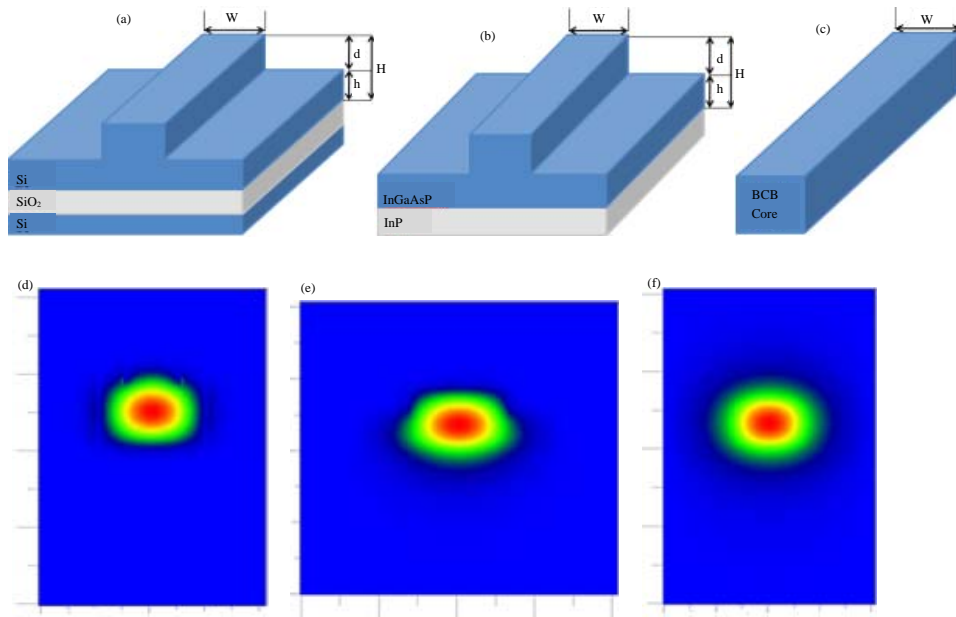 (a)
W
d
H
h
Si
SiO₂
Si
(b)
W
d
H
h
InGaAsP
InP
(c)
W
BCB
Core
(d)
(e)
(f)